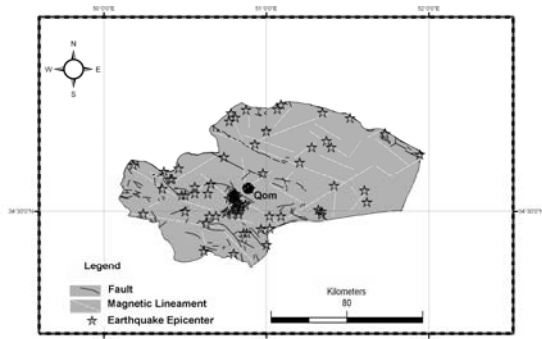 50°0'0"E 51°0'0"E 52°0'0"E
N
W E
S
Qom
34°30'0"N 34°30'0"N
Legend
Fault
Magnetic Lineament
Earthquake Epicenter
Kilometers
80